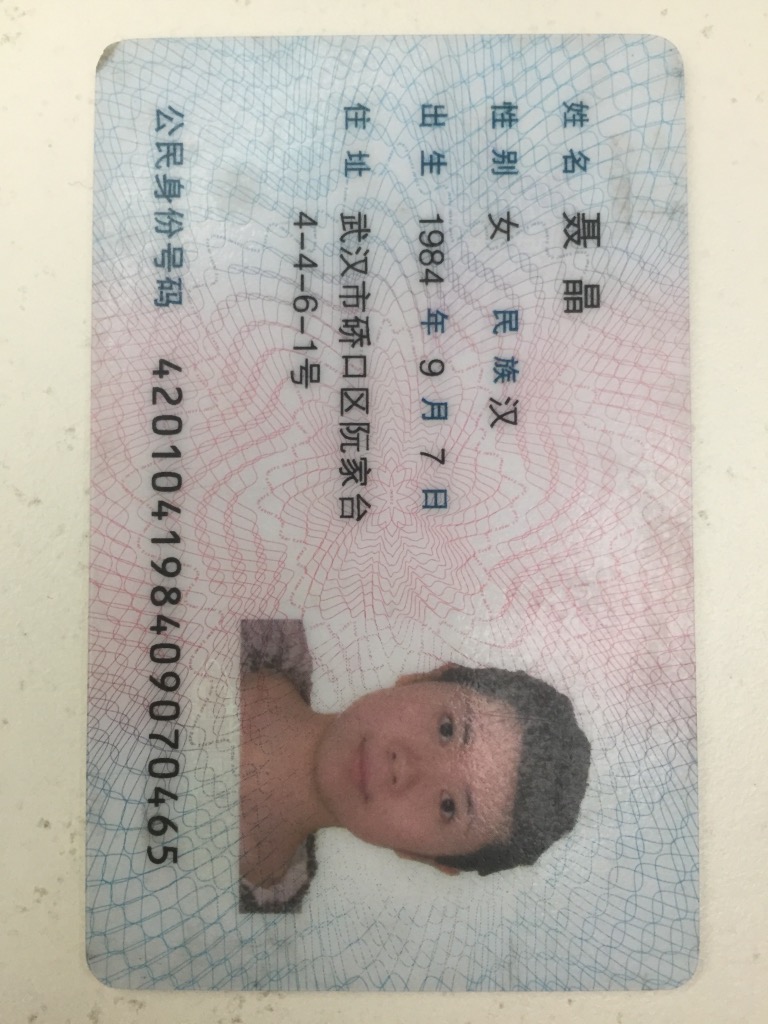 姓名 聂晶
性别 女 民族 汉
出生 1984 年 9 月 7 日
住址 武汉市硚口区阮家台
4-4-6-1号
公民身份号码 420104198409070465